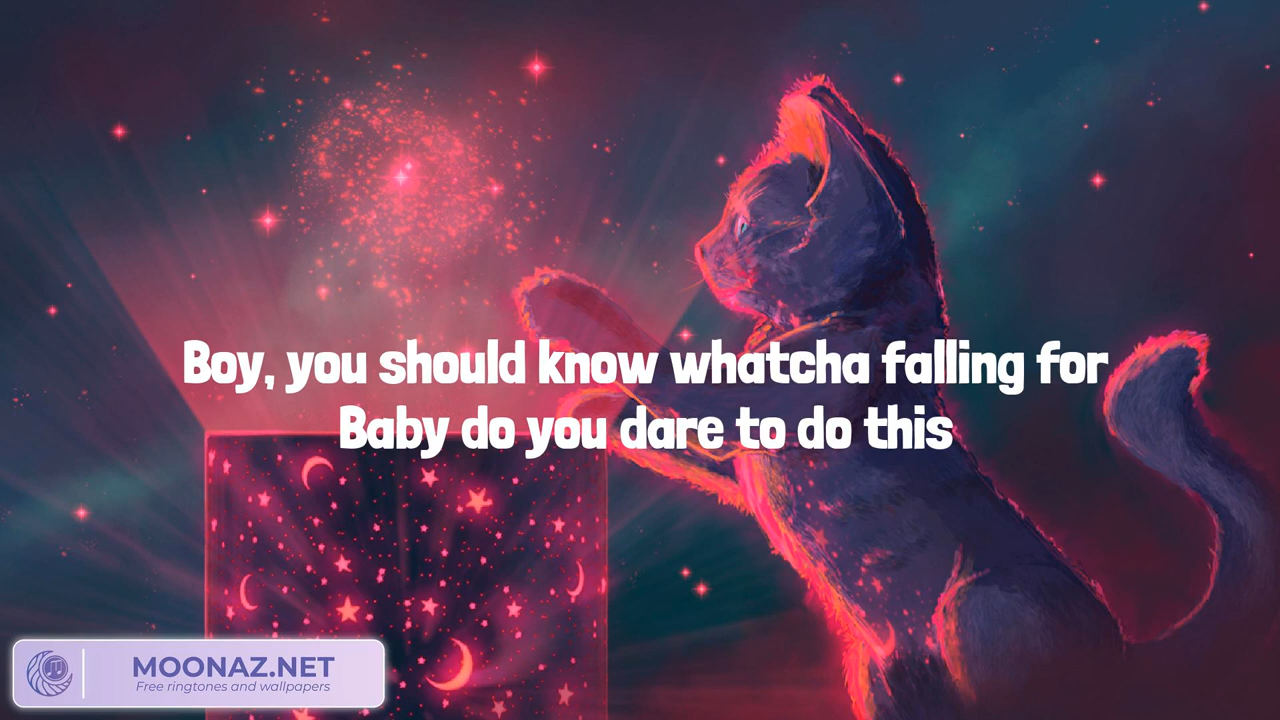 Boy, you should know whatcha falling for
Baby do you dare to do this
MOONAZ.NET
Free ringtones and wallpapers